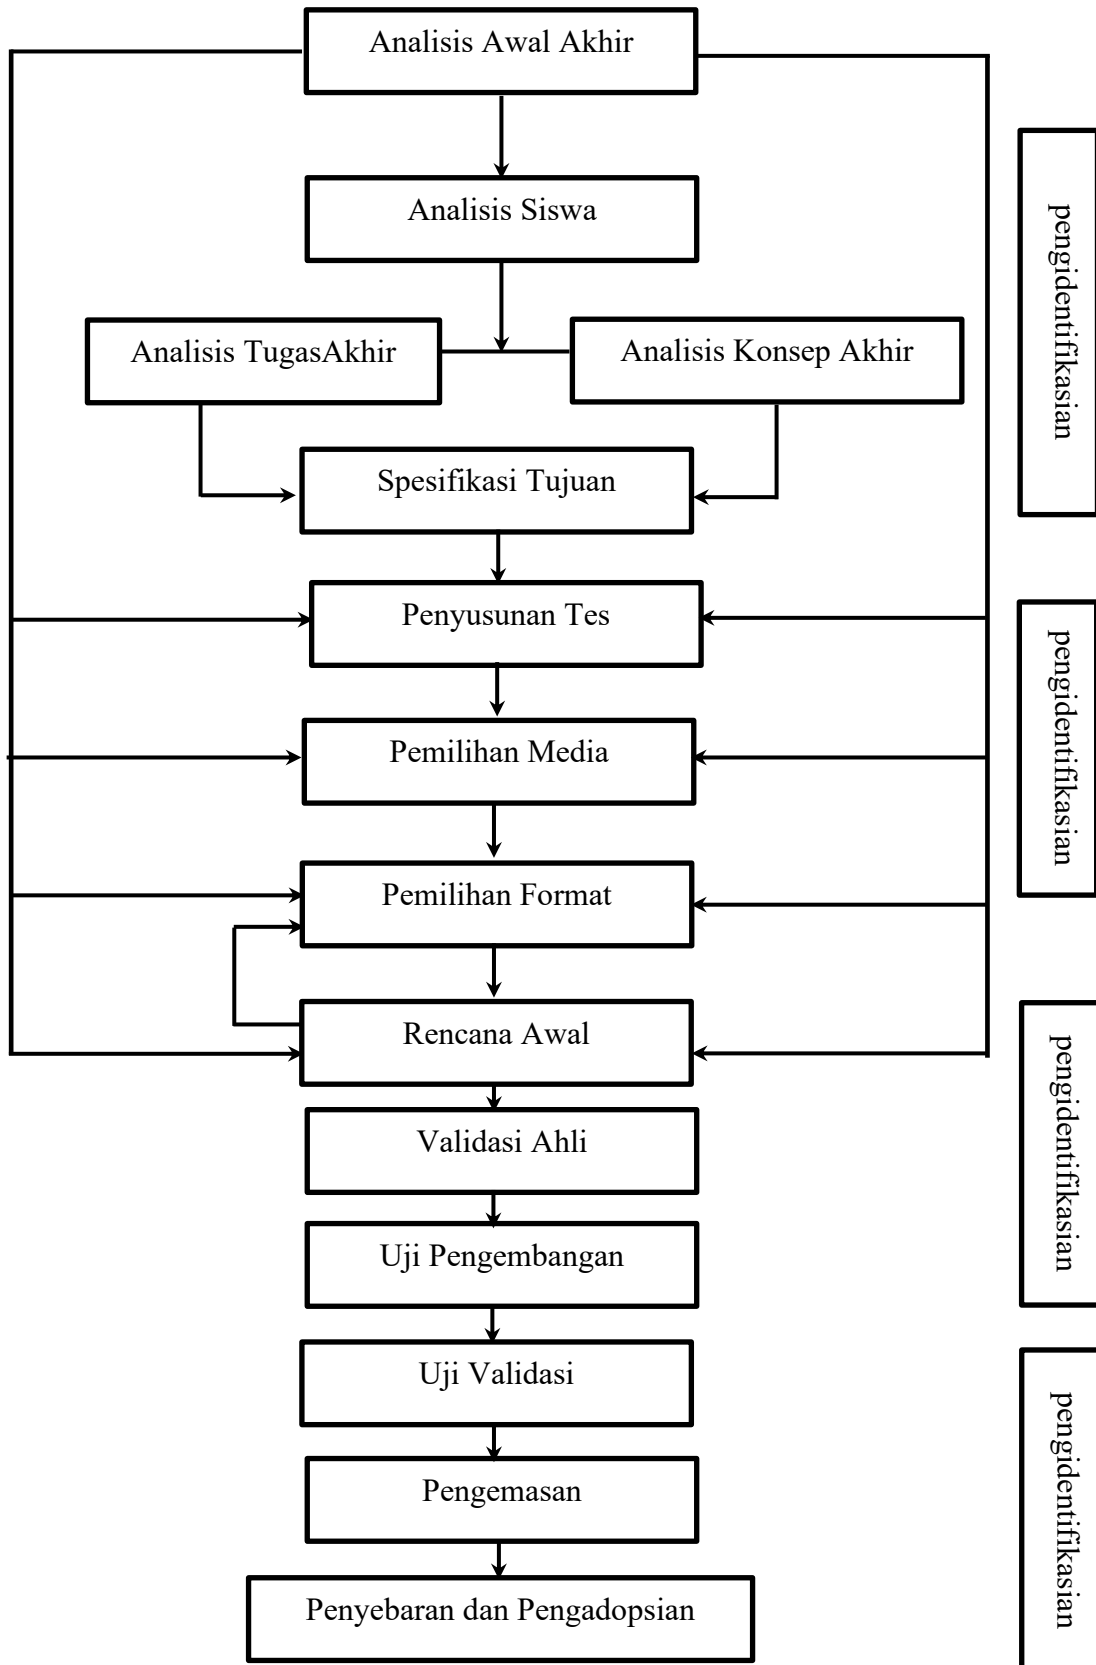 Analisis Awal Akhir
Analisis Siswa
Analisis TugasAkhir
Analisis Konsep Akhir
Spesifikasi Tujuan
Penyusunan Tes
Pemilihan Media
Pemilihan Format
Rencana Awal
Validasi Ahli
Uji Pengembangan
Uji Validasi
Pengemasan
Penyebaran dan Pengadopsian
pengidentifikasian
pengidentifikasian
pengidentifikasian
pengidentifikasian